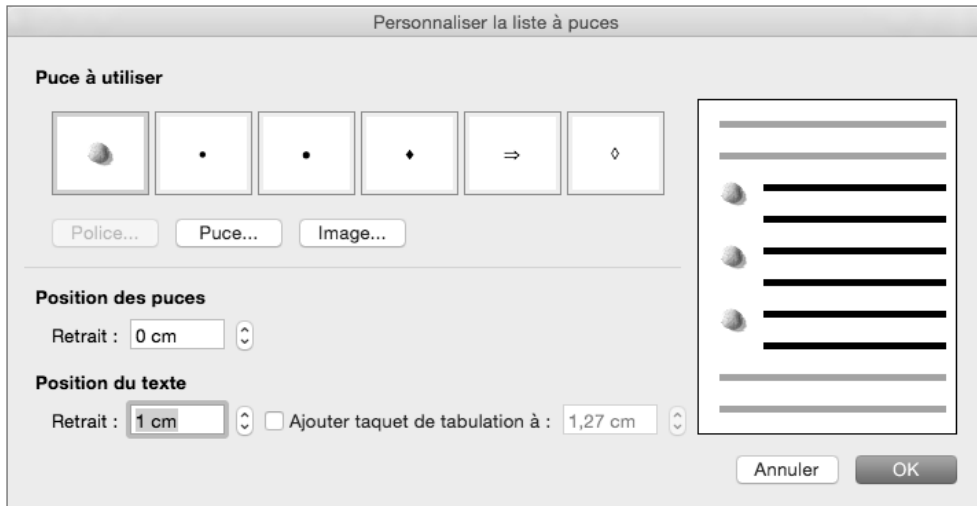 Personnaliser la liste à puces
Puce à utiliser
Police... Puce... Image...
Position des puces
Retrait : 0 cm
Position du texte
Retrait : 1 cm Ajouter taquet de tabulation à : 1,27 cm
Annuler OK